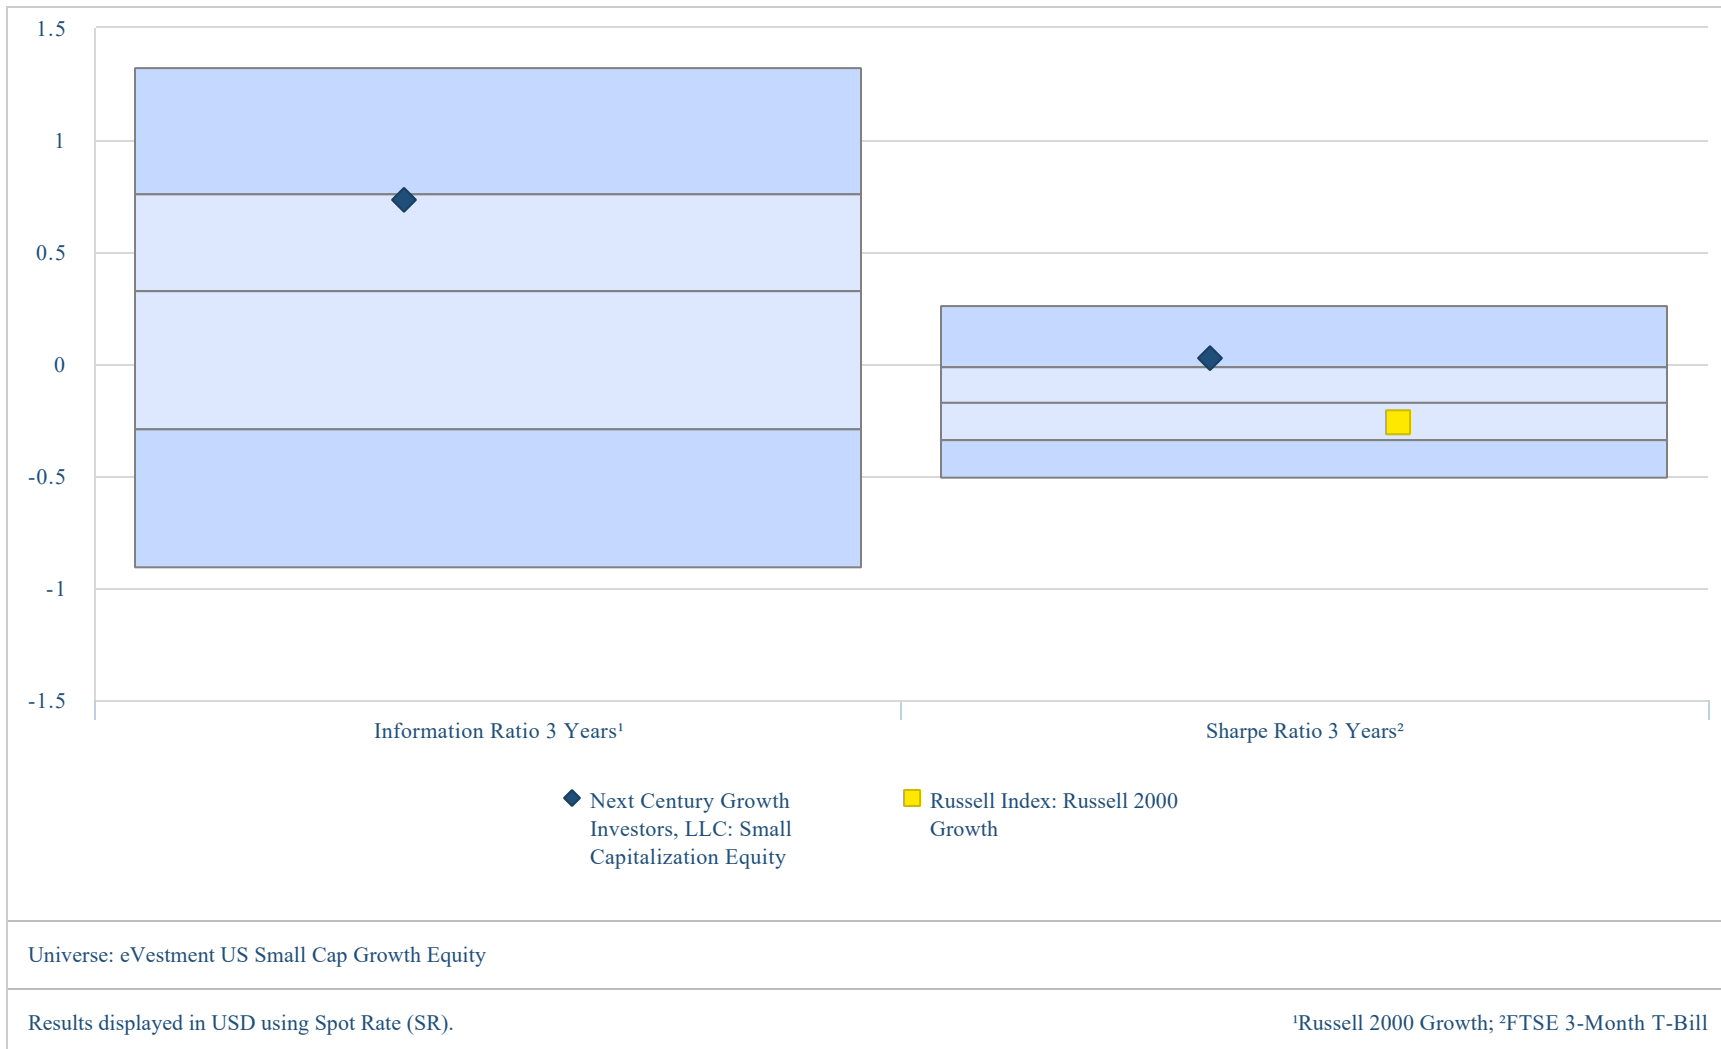 1.5
1
0.5
0
-0.5
-1
-1.5
Information Ratio 3 Years¹
Sharpe Ratio 3 Years²
Next Century Growth
Investors, LLC: Small
Capitalization Equity
Russell Index: Russell 2000
Growth
Universe: eVestment US Small Cap Growth Equity
Results displayed in USD using Spot Rate (SR).
¹Russell 2000 Growth; ²FTSE 3-Month T-Bill